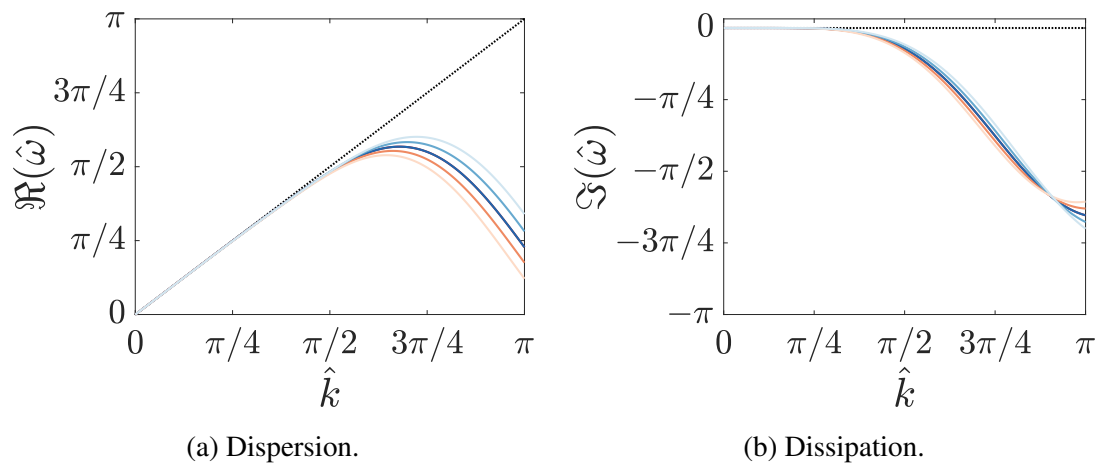 π
3π/4
π/2
π/4
0
ℜ(ω̂)
0 π/4 π/2 3π/4 π
k̂
(a) Dispersion.
0
−π/4
−π/2
−3π/4
−π
ℑ(ω̂)
0 π/4 π/2 3π/4 π
k̂
(b) Dissipation.